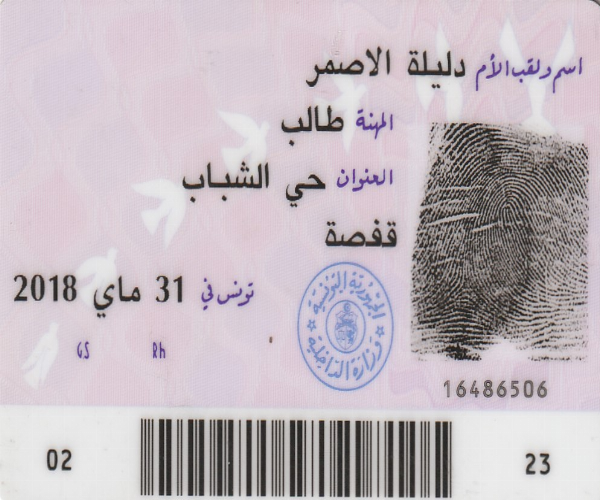 اسم ولقب الأم دليلة الاصمر
المهنة طالب
العنوان حي الشباب
قفصة
تونس في 31 ماي 2018
GS Rh
الجمهورية التونسية
وزارة الداخلية
16486506
02 23